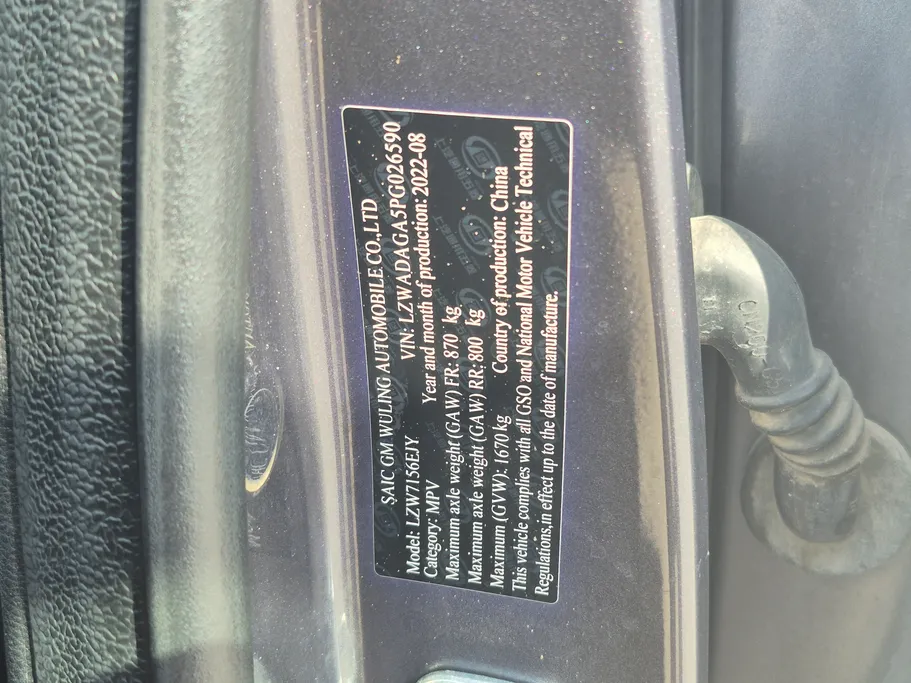 SAIC GM WULING AUTOMOBILE CO.,LTD
Model: LZW7156EJY VIN: LZWADAGA5PG026590
Category: MPV Year and month of production: 2022-08
Maximum axle weight (GAW) FR: 870 kg
Maximum axle weight (GAW) RR: 800 kg
Maximum (GVW): 1670 kg Country of production: China
This vehicle complies with all GSO and National Motor Vehicle Technical
Regulations,in effect up to the date of manufacture.